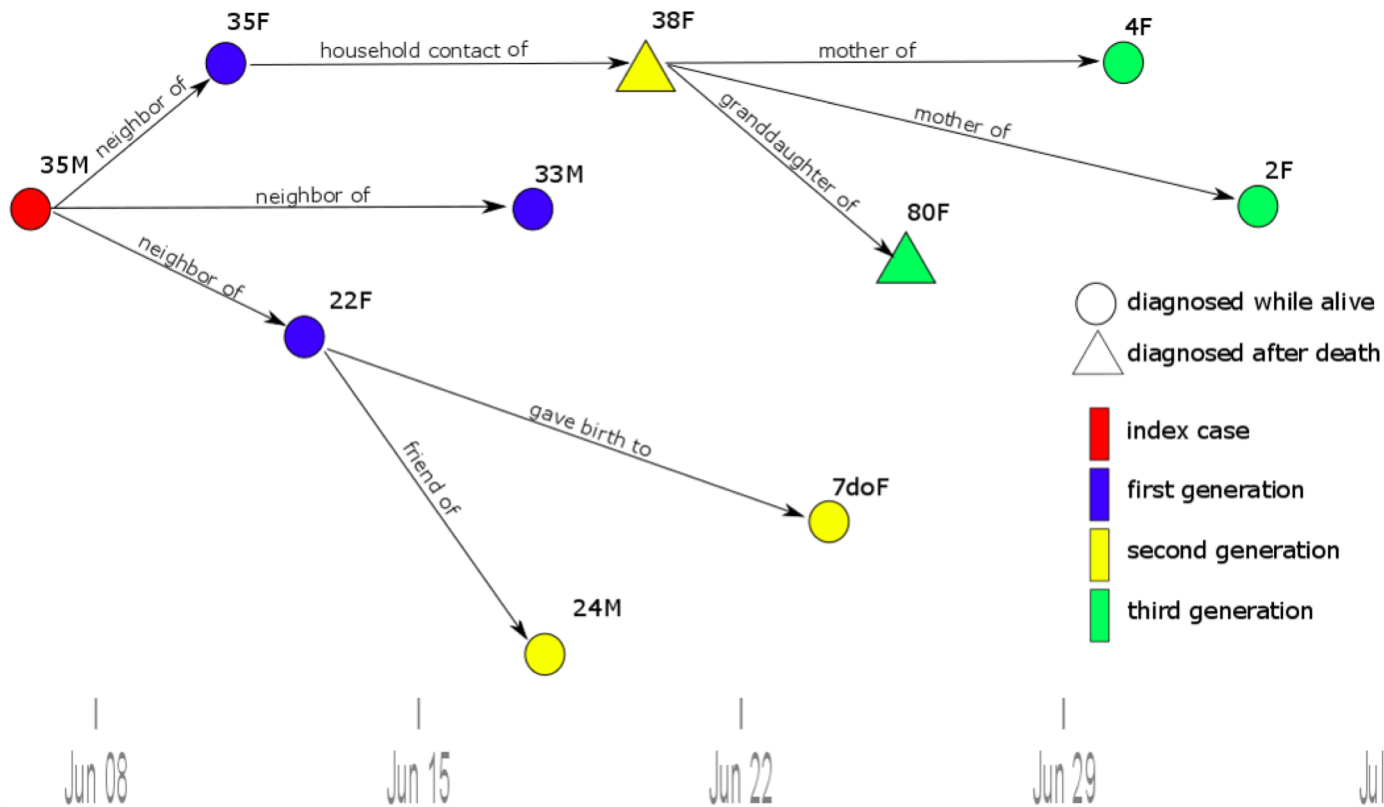 35F
household contact of
38F
mother of
4F
neighbor of
granddaughter of
mother of
35M
neighbor of
33M
2F
80F
neighbor of
22F
diagnosed while alive
diagnosed after death
gave birth to
friend of
index case
7doF
first generation
second generation
24M
third generation
Jun 08
Jun 15
Jun 22
Jun 29
Jul